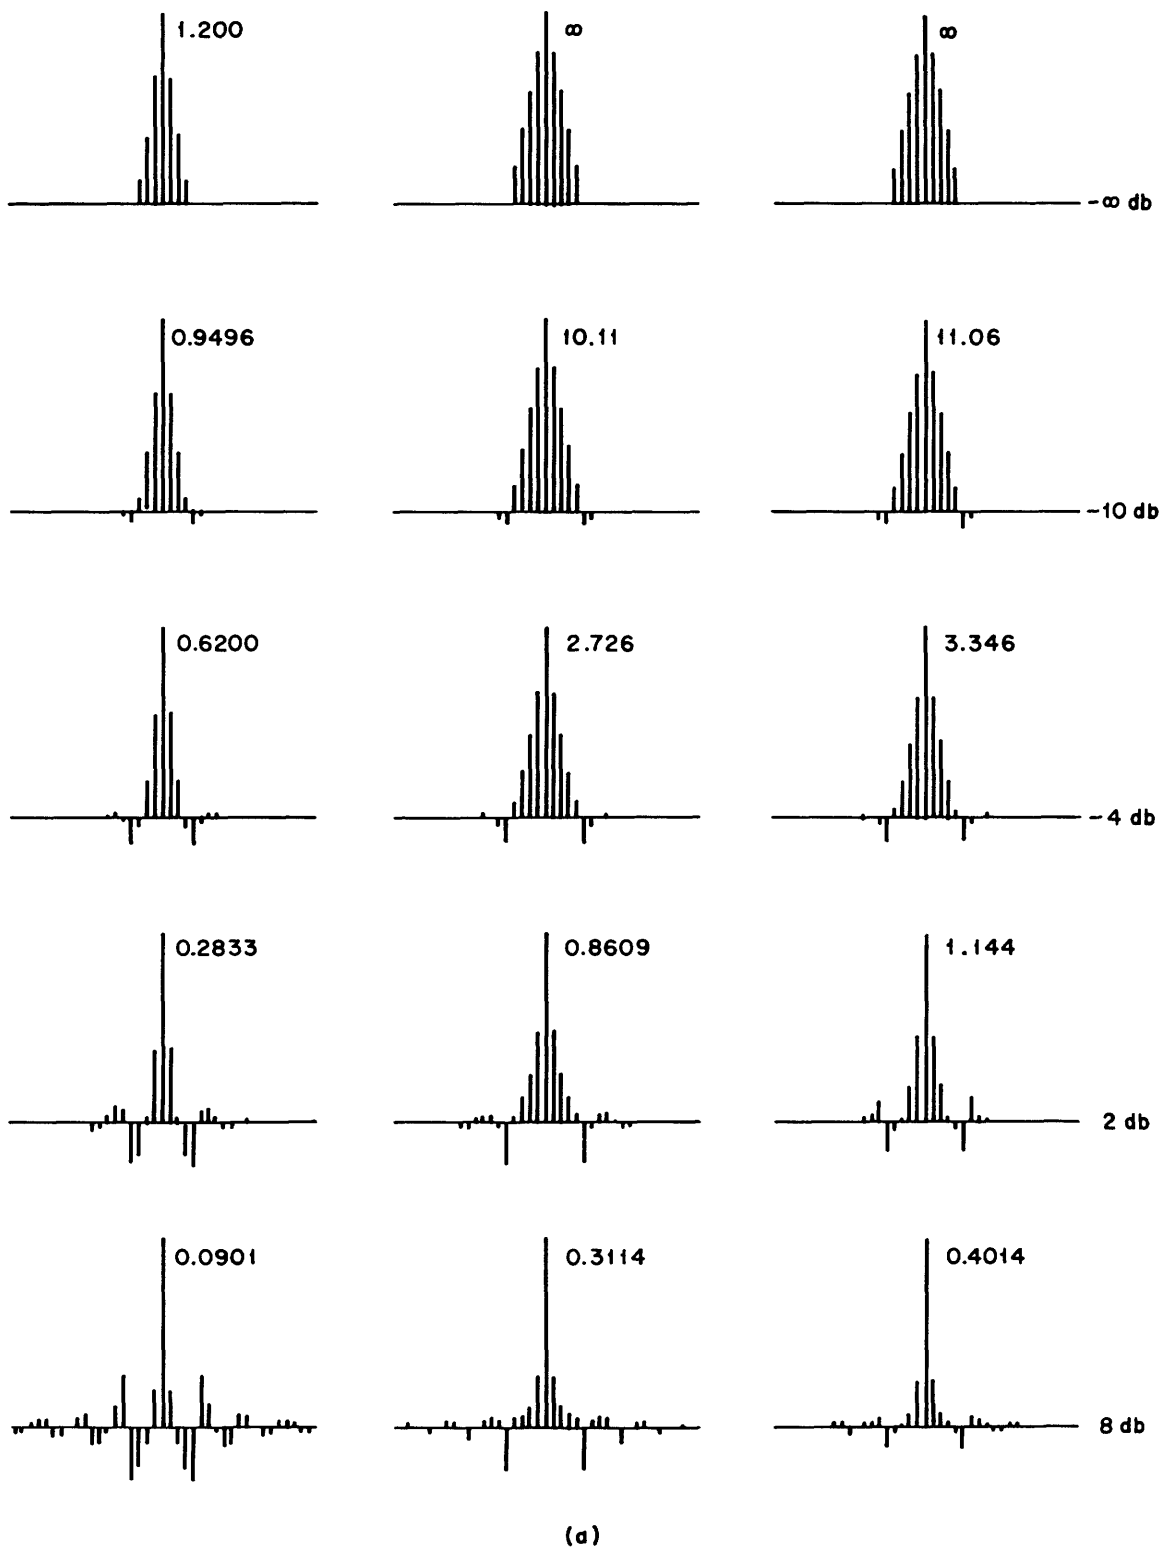 1.200 ∞ ∞ -∞ db
0.9496 10.11 11.06 -10 db
0.6200 2.726 3.346 -4 db
0.2833 0.8609 1.144 2 db
0.0901 0.3114 0.4014 8 db
(a)